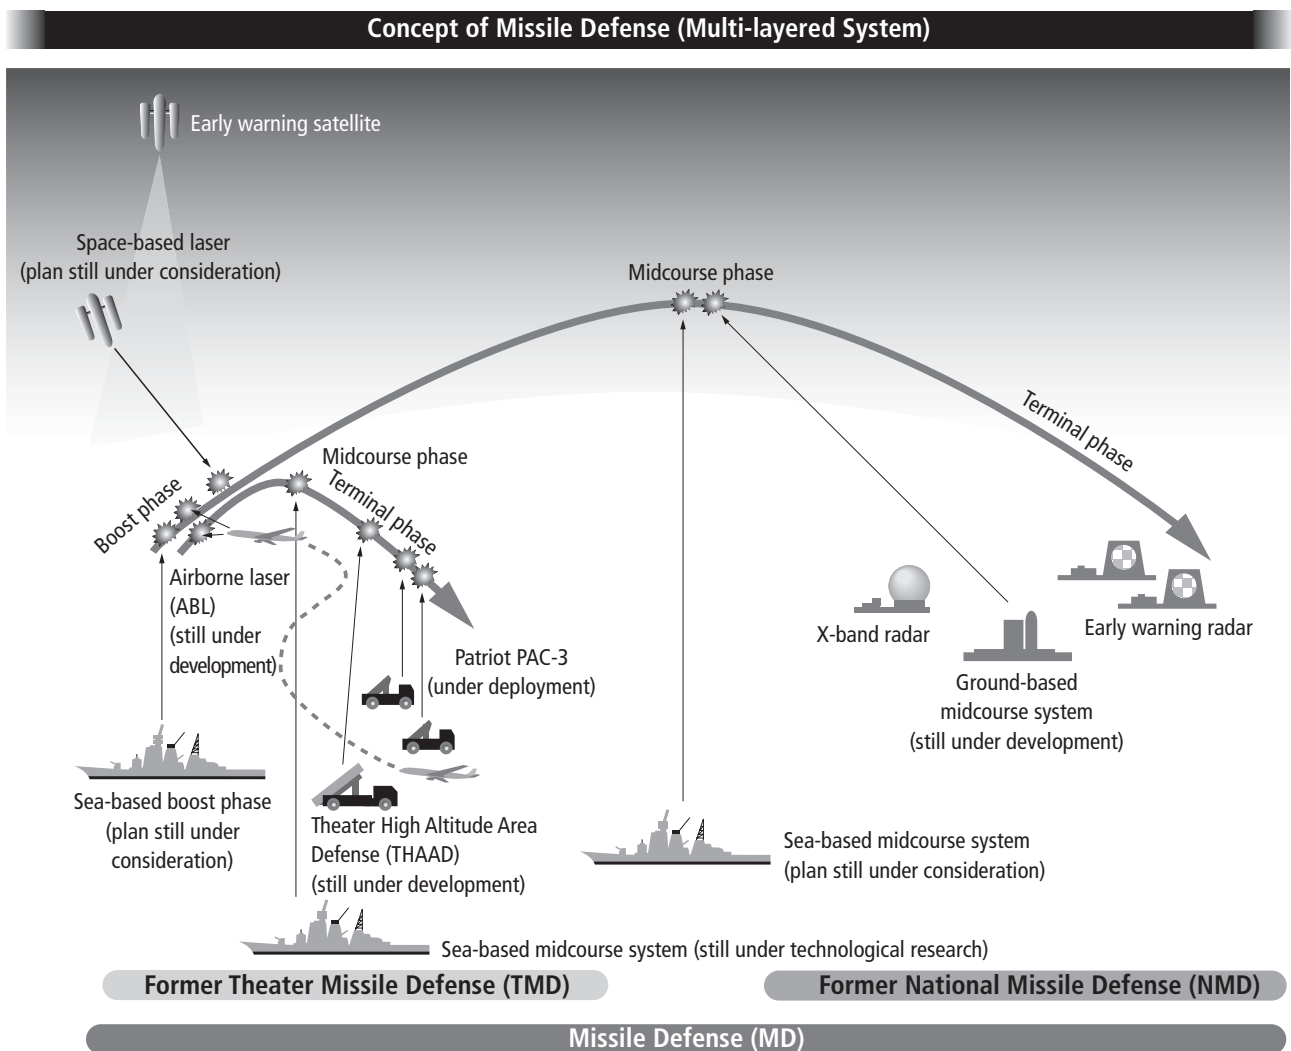 Concept of Missile Defense (Multi-layered System)
Early warning satellite
Space-based laser
(plan still under consideration)
Midcourse phase
Terminal phase
Midcourse phase
Terminal phase
Boost phase
Airborne laser
(ABL)
(still under
development)
Patriot PAC-3
(under deployment)
X-band radar
Early warning radar
Ground-based
midcourse system
(still under development)
Sea-based boost phase
(plan still under
consideration)
Theater High Altitude Area
Defense (THAAD)
(still under development)
Sea-based midcourse system
(plan still under consideration)
Sea-based midcourse system (still under technological research)
Former Theater Missile Defense (TMD)
Former National Missile Defense (NMD)
Missile Defense (MD)